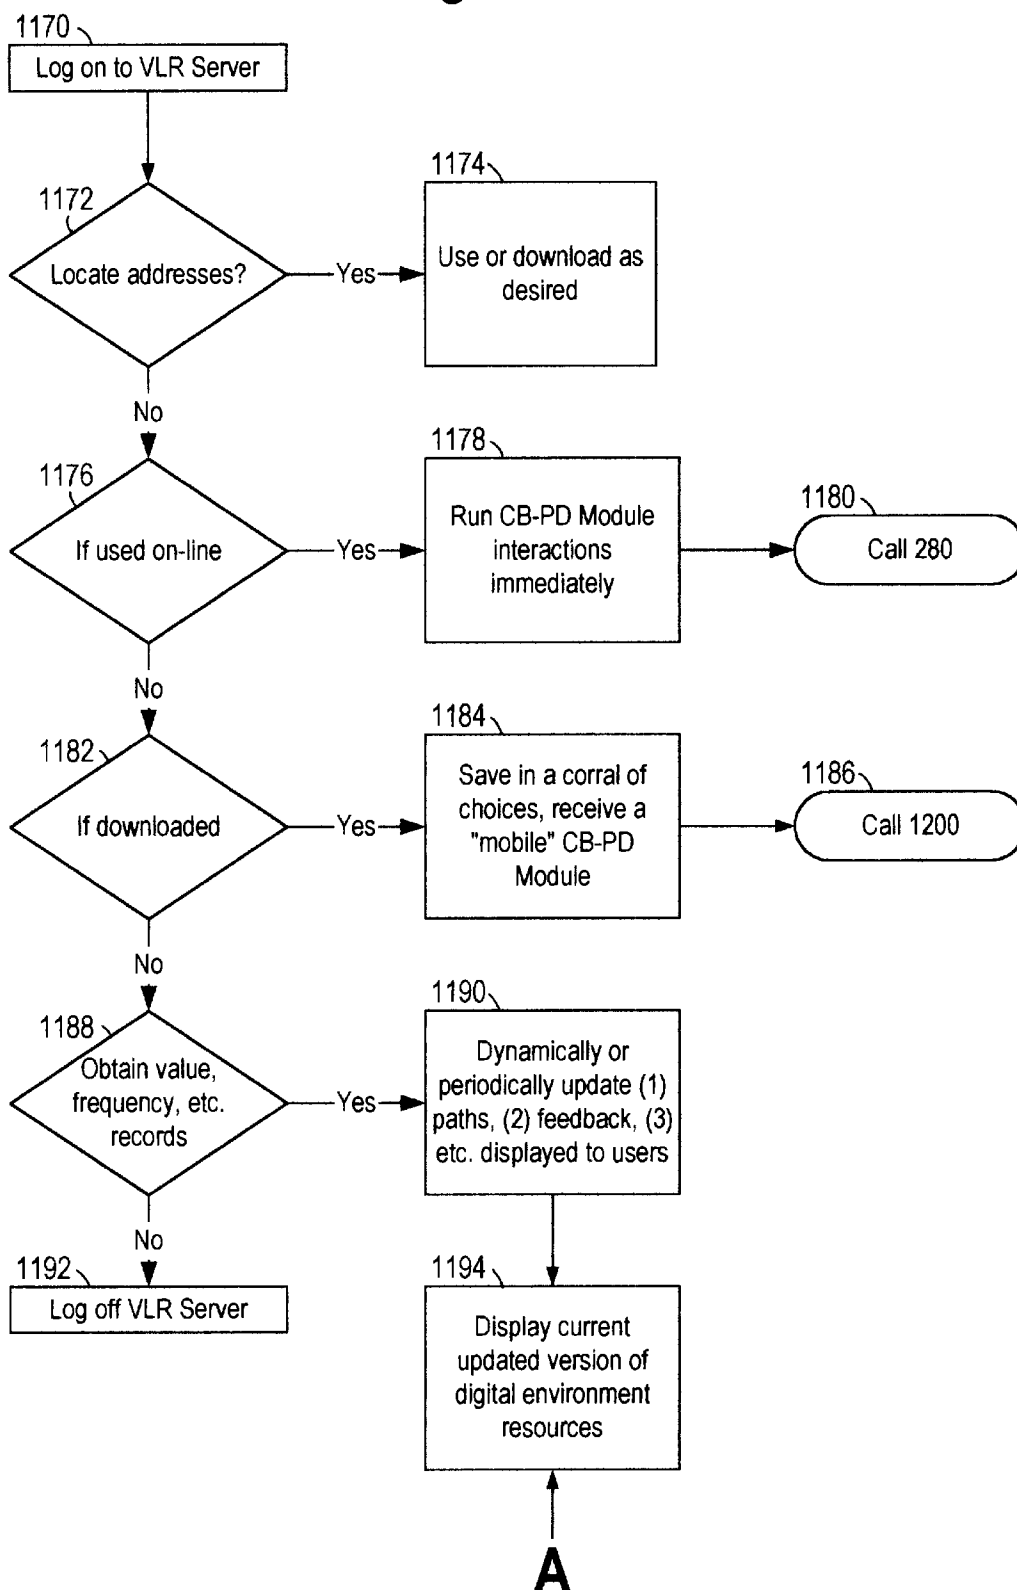 1170
Log on to VLR Server
1172
Locate addresses?
Yes
1174
Use or download as
desired
No
1176
If used on-line
Yes
1178
Run CB-PD Module
interactions
immediately
1180
Call 280
No
1182
If downloaded
Yes
1184
Save in a corral of
choices, receive a
"mobile" CB-PD
Module
1186
Call 1200
No
1188
Obtain value,
frequency, etc.
records
Yes
1190
Dynamically or
periodically update (1)
paths, (2) feedback, (3)
etc. displayed to users
No
1192
Log off VLR Server
1194
Display current
updated version of
digital environment
resources
A